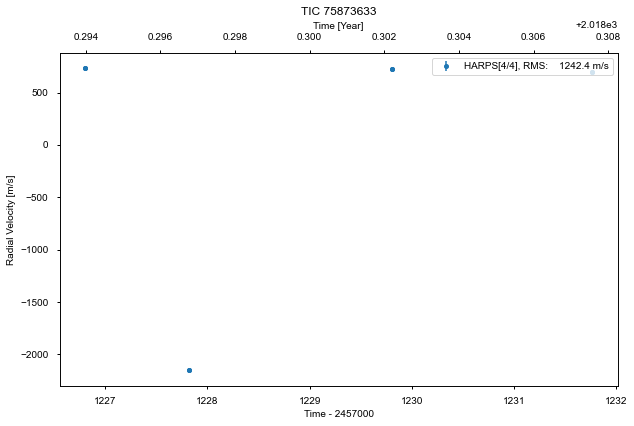 TIC 75873633
Time [Year]
+2.018e3
0.294 0.296 0.298 0.300 0.302 0.304 0.306 0.308
HARPS[4/4], RMS: 1242.4 m/s
500
0
−500
−1000
−1500
−2000
Radial Velocity [m/s]
1227 1228 1229 1230 1231 1232
Time - 2457000